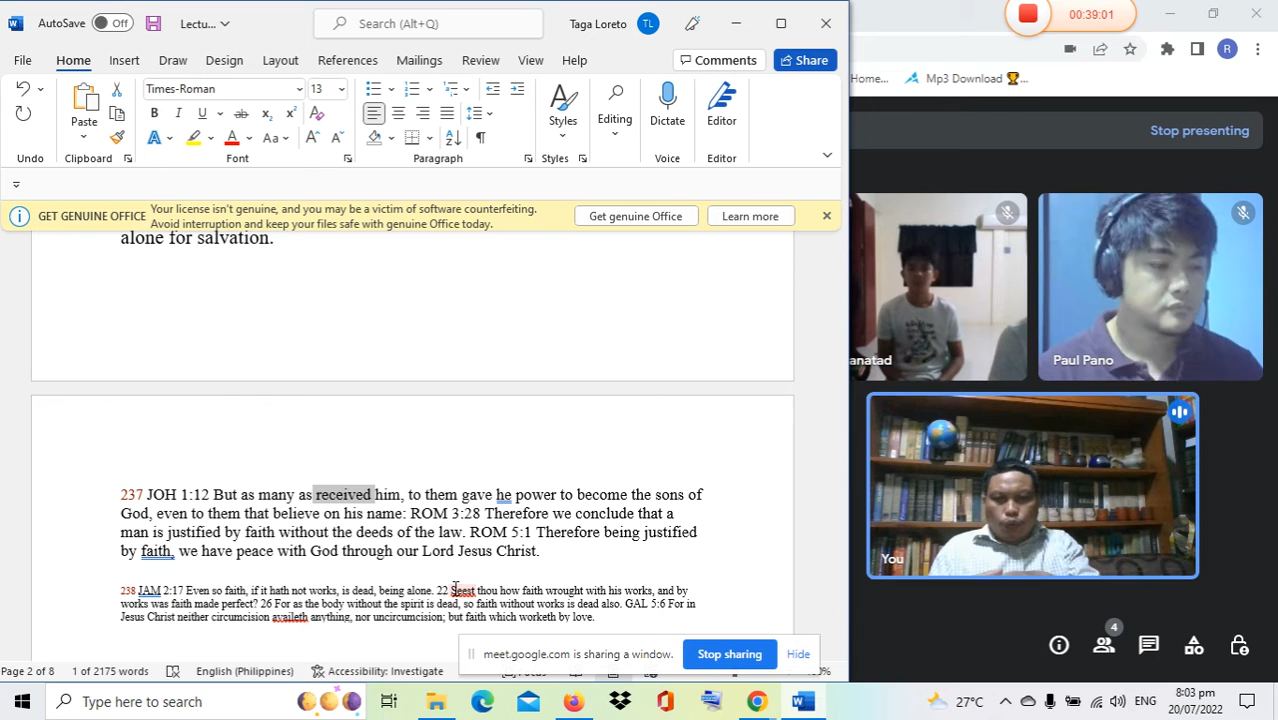 AutoSave Off Lectu... Search (Alt+Q) Taga Loreto TL
00:39:01
File Home Insert Draw Design Layout References Mailings Review View Help Comments Share
Home... Mp3 Download
R
Times-Roman 13
Paste Styles Editing Dictate Editor
Undo Clipboard Font Paragraph Styles Voice Editor
Stop presenting
GET GENUINE OFFICE Your license isn't genuine, and you may be a victim of software counterfeiting.
Avoid interruption and keep your files safe with genuine Office today.
Get genuine Office Learn more
alone for salvation.
anatad
Paul Pano
You
237 JOH 1:12 But as many as received him, to them gave he power to become the sons of
God, even to them that believe on his name: ROM 3:28 Therefore we conclude that a
man is justified by faith without the deeds of the law. ROM 5:1 Therefore being justified
by faith, we have peace with God through our Lord Jesus Christ.
238 JAM 2:17 Even so faith, if it hath not works, is dead, being alone. 22 Seest thou how faith wrought with his works, and by
works was faith made perfect? 26 For as the body without the spirit is dead, so faith without works is dead also. GAL 5:6 For in
Jesus Christ neither circumcision availeth anything, nor uncircumcision; but faith which worketh by love.
meet.google.com is sharing a window. Stop sharing Hide
4
Page 2 of 8 1 of 2175 words English (Philippines) Accessibility: Investigate
Type here to search
27°C ENG 8:03 pm
20/07/2022